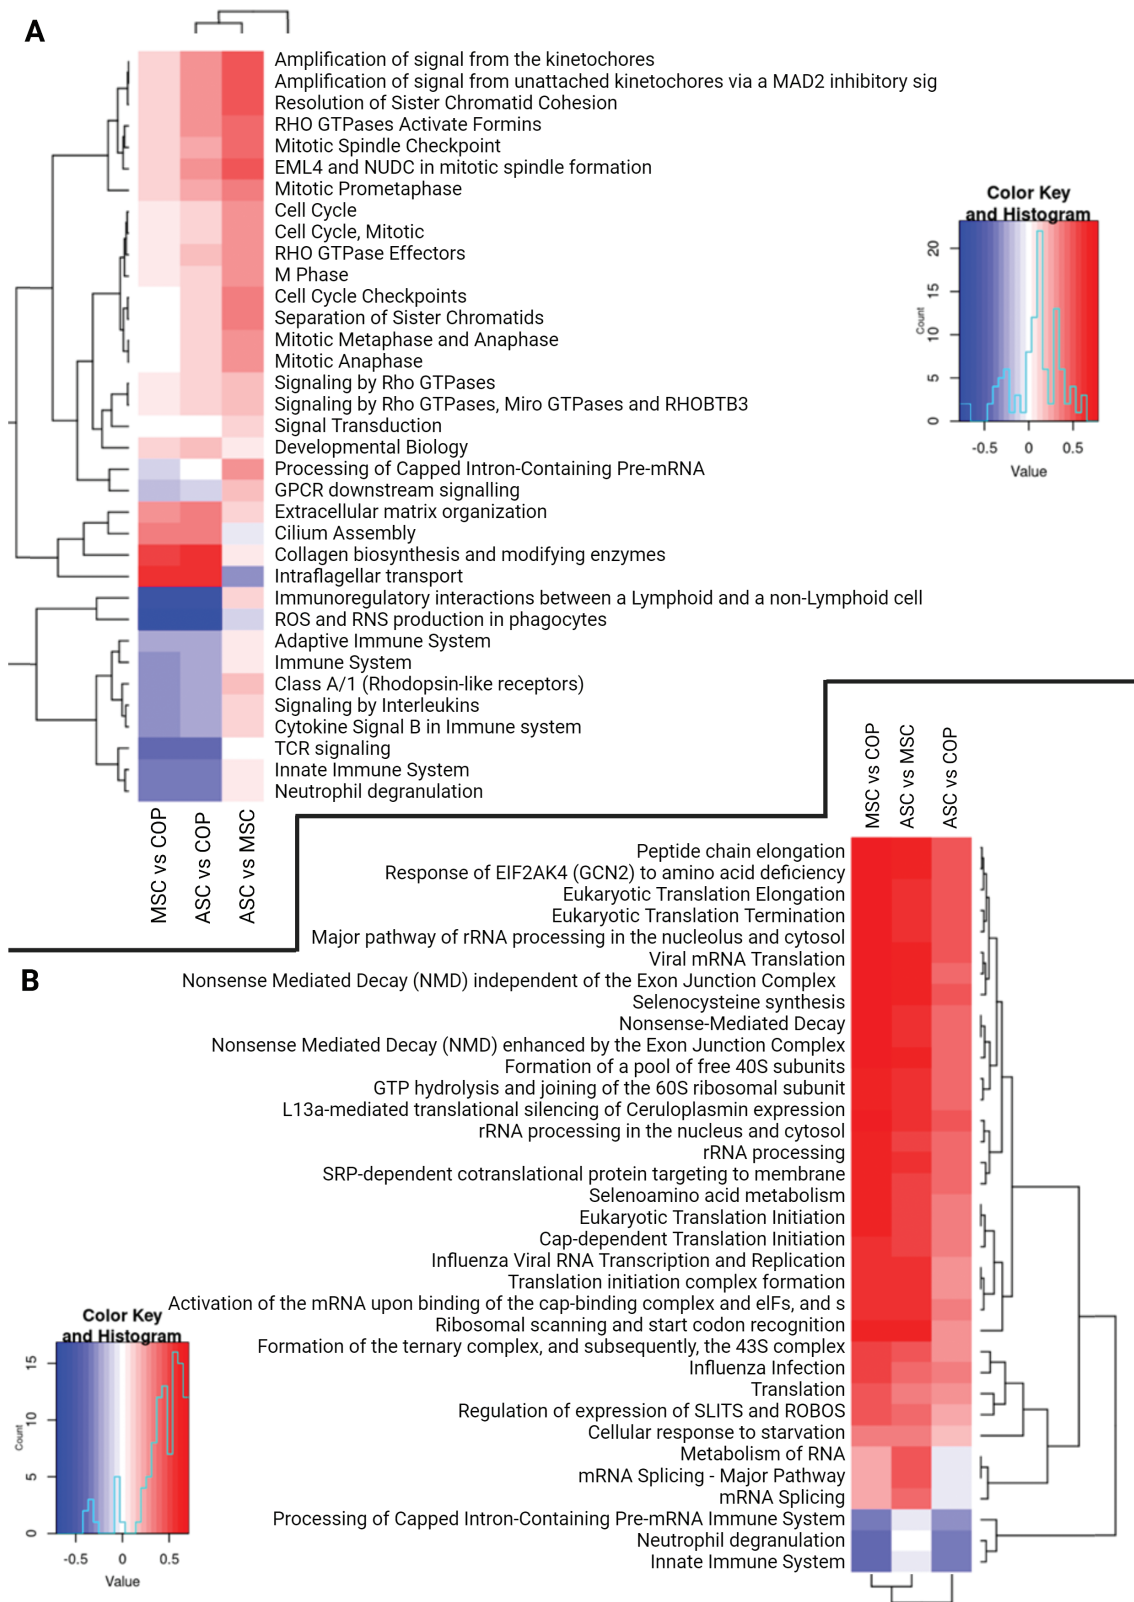 A
Amplification of signal from the kinetochores
Amplification of signal from unattached kinetochores via a MAD2 inhibitory sig
Resolution of Sister Chromatid Cohesion
RHO GTPases Activate Formins
Mitotic Spindle Checkpoint
EML4 and NUDC in mitotic spindle formation
Mitotic Prometaphase
Cell Cycle
Cell Cycle, Mitotic
RHO GTPase Effectors
M Phase
Cell Cycle Checkpoints
Separation of Sister Chromatids
Mitotic Metaphase and Anaphase
Mitotic Anaphase
Signaling by Rho GTPases
Signaling by Rho GTPases, Miro GTPases and RHOBTB3
Signal Transduction
Developmental Biology
Processing of Capped Intron-Containing Pre-mRNA
GPCR downstream signalling
Extracellular matrix organization
Cilium Assembly
Collagen biosynthesis and modifying enzymes
Intraflagellar transport
Immunoregulatory interactions between a Lymphoid and a non-Lymphoid cell
ROS and RNS production in phagocytes
Adaptive Immune System
Immune System
Class A/1 (Rhodopsin-like receptors)
Signaling by Interleukins
Cytokine Signal B in Immune system
TCR signaling
Innate Immune System
Neutrophil degranulation
MSC vs COP
ASC vs COP
ASC vs MSC
Color Key
and Histogram
Count
20
15
10
5
0
-0.5 0 0.5
Value
B
MSC vs COP
ASC vs MSC
ASC vs COP
Peptide chain elongation
Response of EIF2AK4 (GCN2) to amino acid deficiency
Eukaryotic Translation Elongation
Eukaryotic Translation Termination
Major pathway of rRNA processing in the nucleolus and cytosol
Viral mRNA Translation
Nonsense Mediated Decay (NMD) independent of the Exon Junction Complex
Selenocysteine synthesis
Nonsense-Mediated Decay
Nonsense Mediated Decay (NMD) enhanced by the Exon Junction Complex
Formation of a pool of free 40S subunits
GTP hydrolysis and joining of the 60S ribosomal subunit
L13a-mediated translational silencing of Ceruloplasmin expression
rRNA processing in the nucleus and cytosol
rRNA processing
SRP-dependent cotranslational protein targeting to membrane
Selenoamino acid metabolism
Eukaryotic Translation Initiation
Cap-dependent Translation Initiation
Influenza Viral RNA Transcription and Replication
Translation initiation complex formation
Activation of the mRNA upon binding of the cap-binding complex and eIFs, and s
Ribosomal scanning and start codon recognition
Formation of the ternary complex, and subsequently, the 43S complex
Influenza Infection
Translation
Regulation of expression of SLITS and ROBOS
Cellular response to starvation
Metabolism of RNA
mRNA Splicing - Major Pathway
mRNA Splicing
Processing of Capped Intron-Containing Pre-mRNA Immune System
Neutrophil degranulation
Innate Immune System
Color Key
and Histogram
Count
15
10
5
0
-0.5 0 0.5
Value